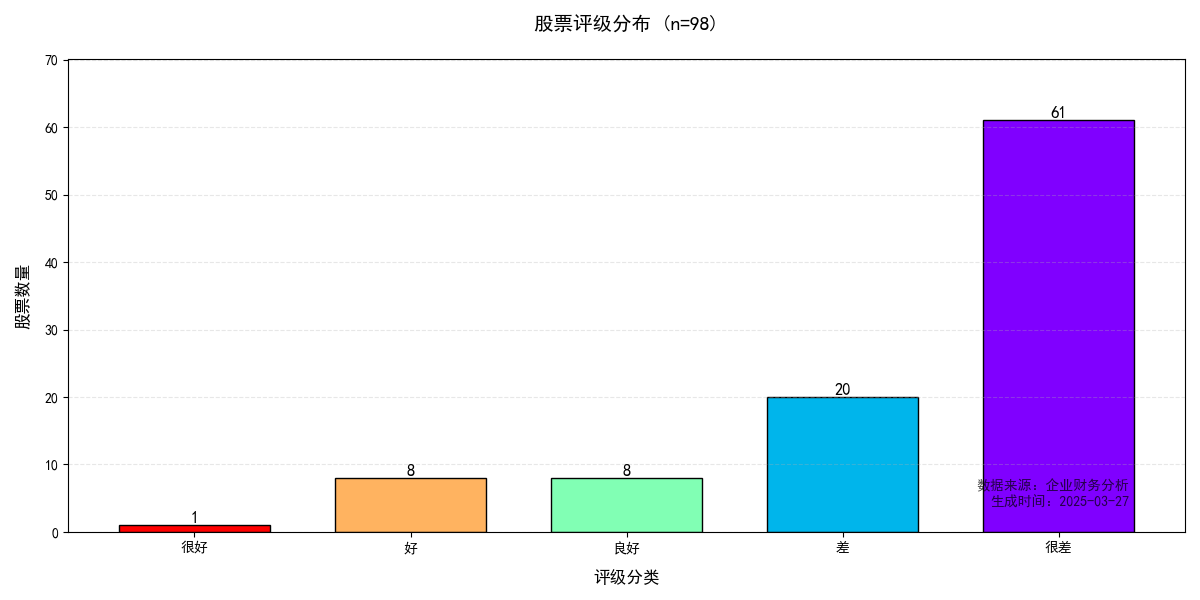 股票评级分布 (n=98)
股票数量
70
60
50
40
30
20
10
0
1
8
8
20
61
数据来源：企业财务分析
生成时间：2025-03-27
很好
好
良好
差
很差
评级分类